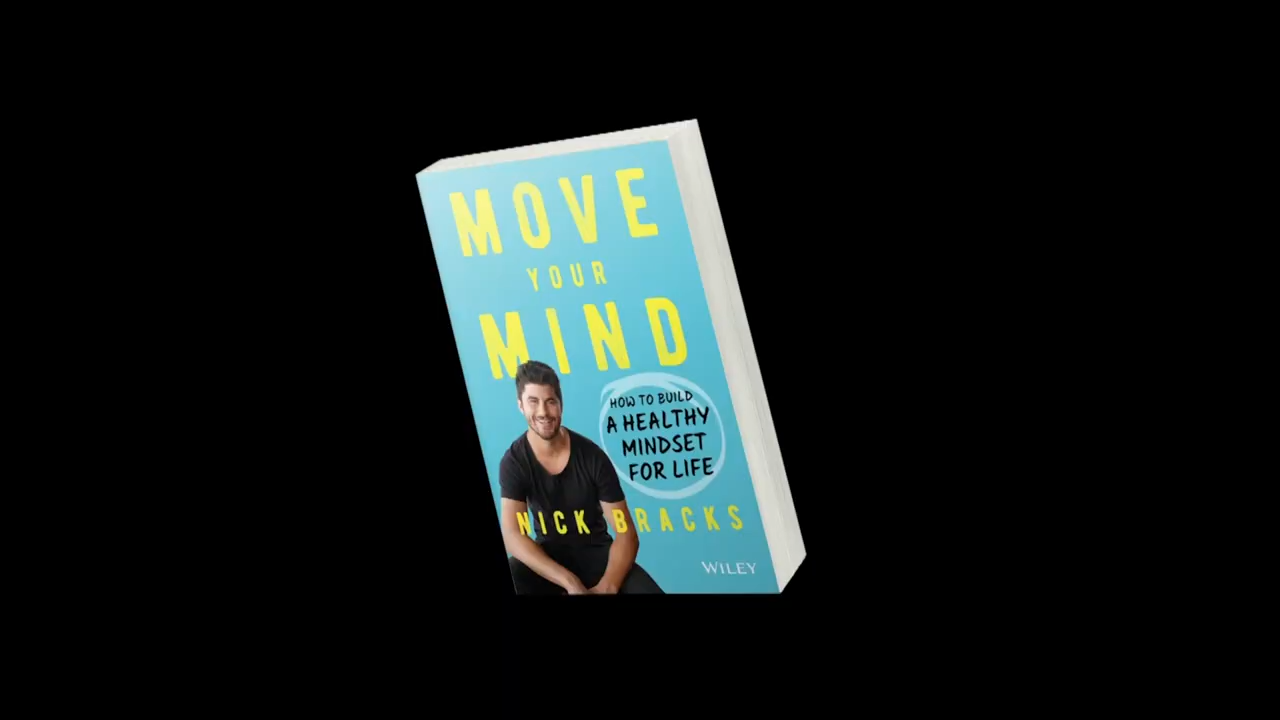 MOVE
YOUR
MIND
HOW TO BUILD
A HEALTHY
MINDSET
FOR LIFE
NICK BRACKS
WILEY